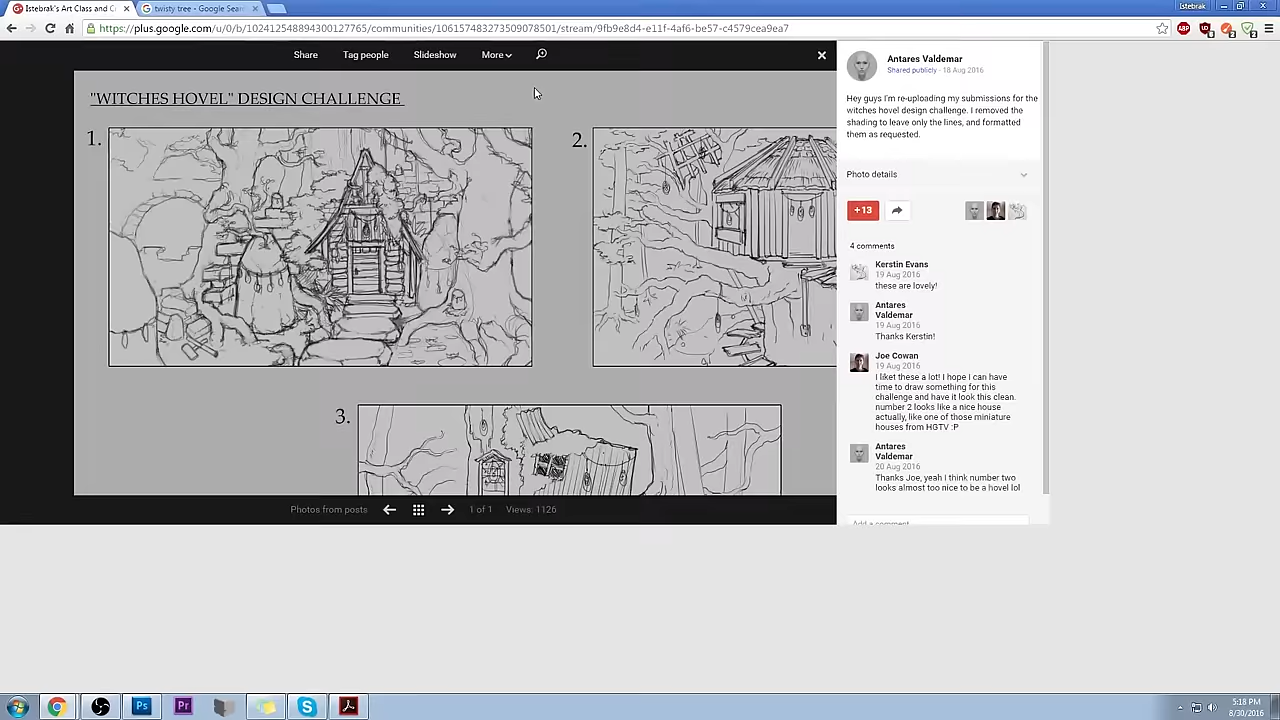 Istebrak's Art Class and C
twisty tree - Google Sear
Istebrak
https://plus.google.com/u/0/b/102412548894300127765/communities/106157483273509078501/stream/9fb9e8d4-e11f-4af6-be57-c4579cea9ea7
Share Tag people Slideshow More
"WITCHES HOVEL" DESIGN CHALLENGE
1.
2.
3.
Photos from posts 1 of 1 Views: 1126
Antares Valdemar
Shared publicly - 18 Aug 2016
Hey guys I'm re-uploading my submissions for the
witches hovel design challenge. I removed the
shading to leave only the lines, and formatted
them as requested.
Photo details
+13
4 comments
Kerstin Evans
19 Aug 2016
these are lovely!
Antares
Valdemar
19 Aug 2016
Thanks Kerstin!
Joe Cowan
19 Aug 2016
I liket these a lot! I hope I can have
time to draw something for this
challenge and have it look this clean.
number 2 looks like a nice house
actually, like one of those miniature
houses from HGTV :P
Antares
Valdemar
20 Aug 2016
Thanks Joe, yeah I think number two
looks almost too nice to be a hovel lol
Add a comment
Ps
Pr
5:18 PM
8/30/2016